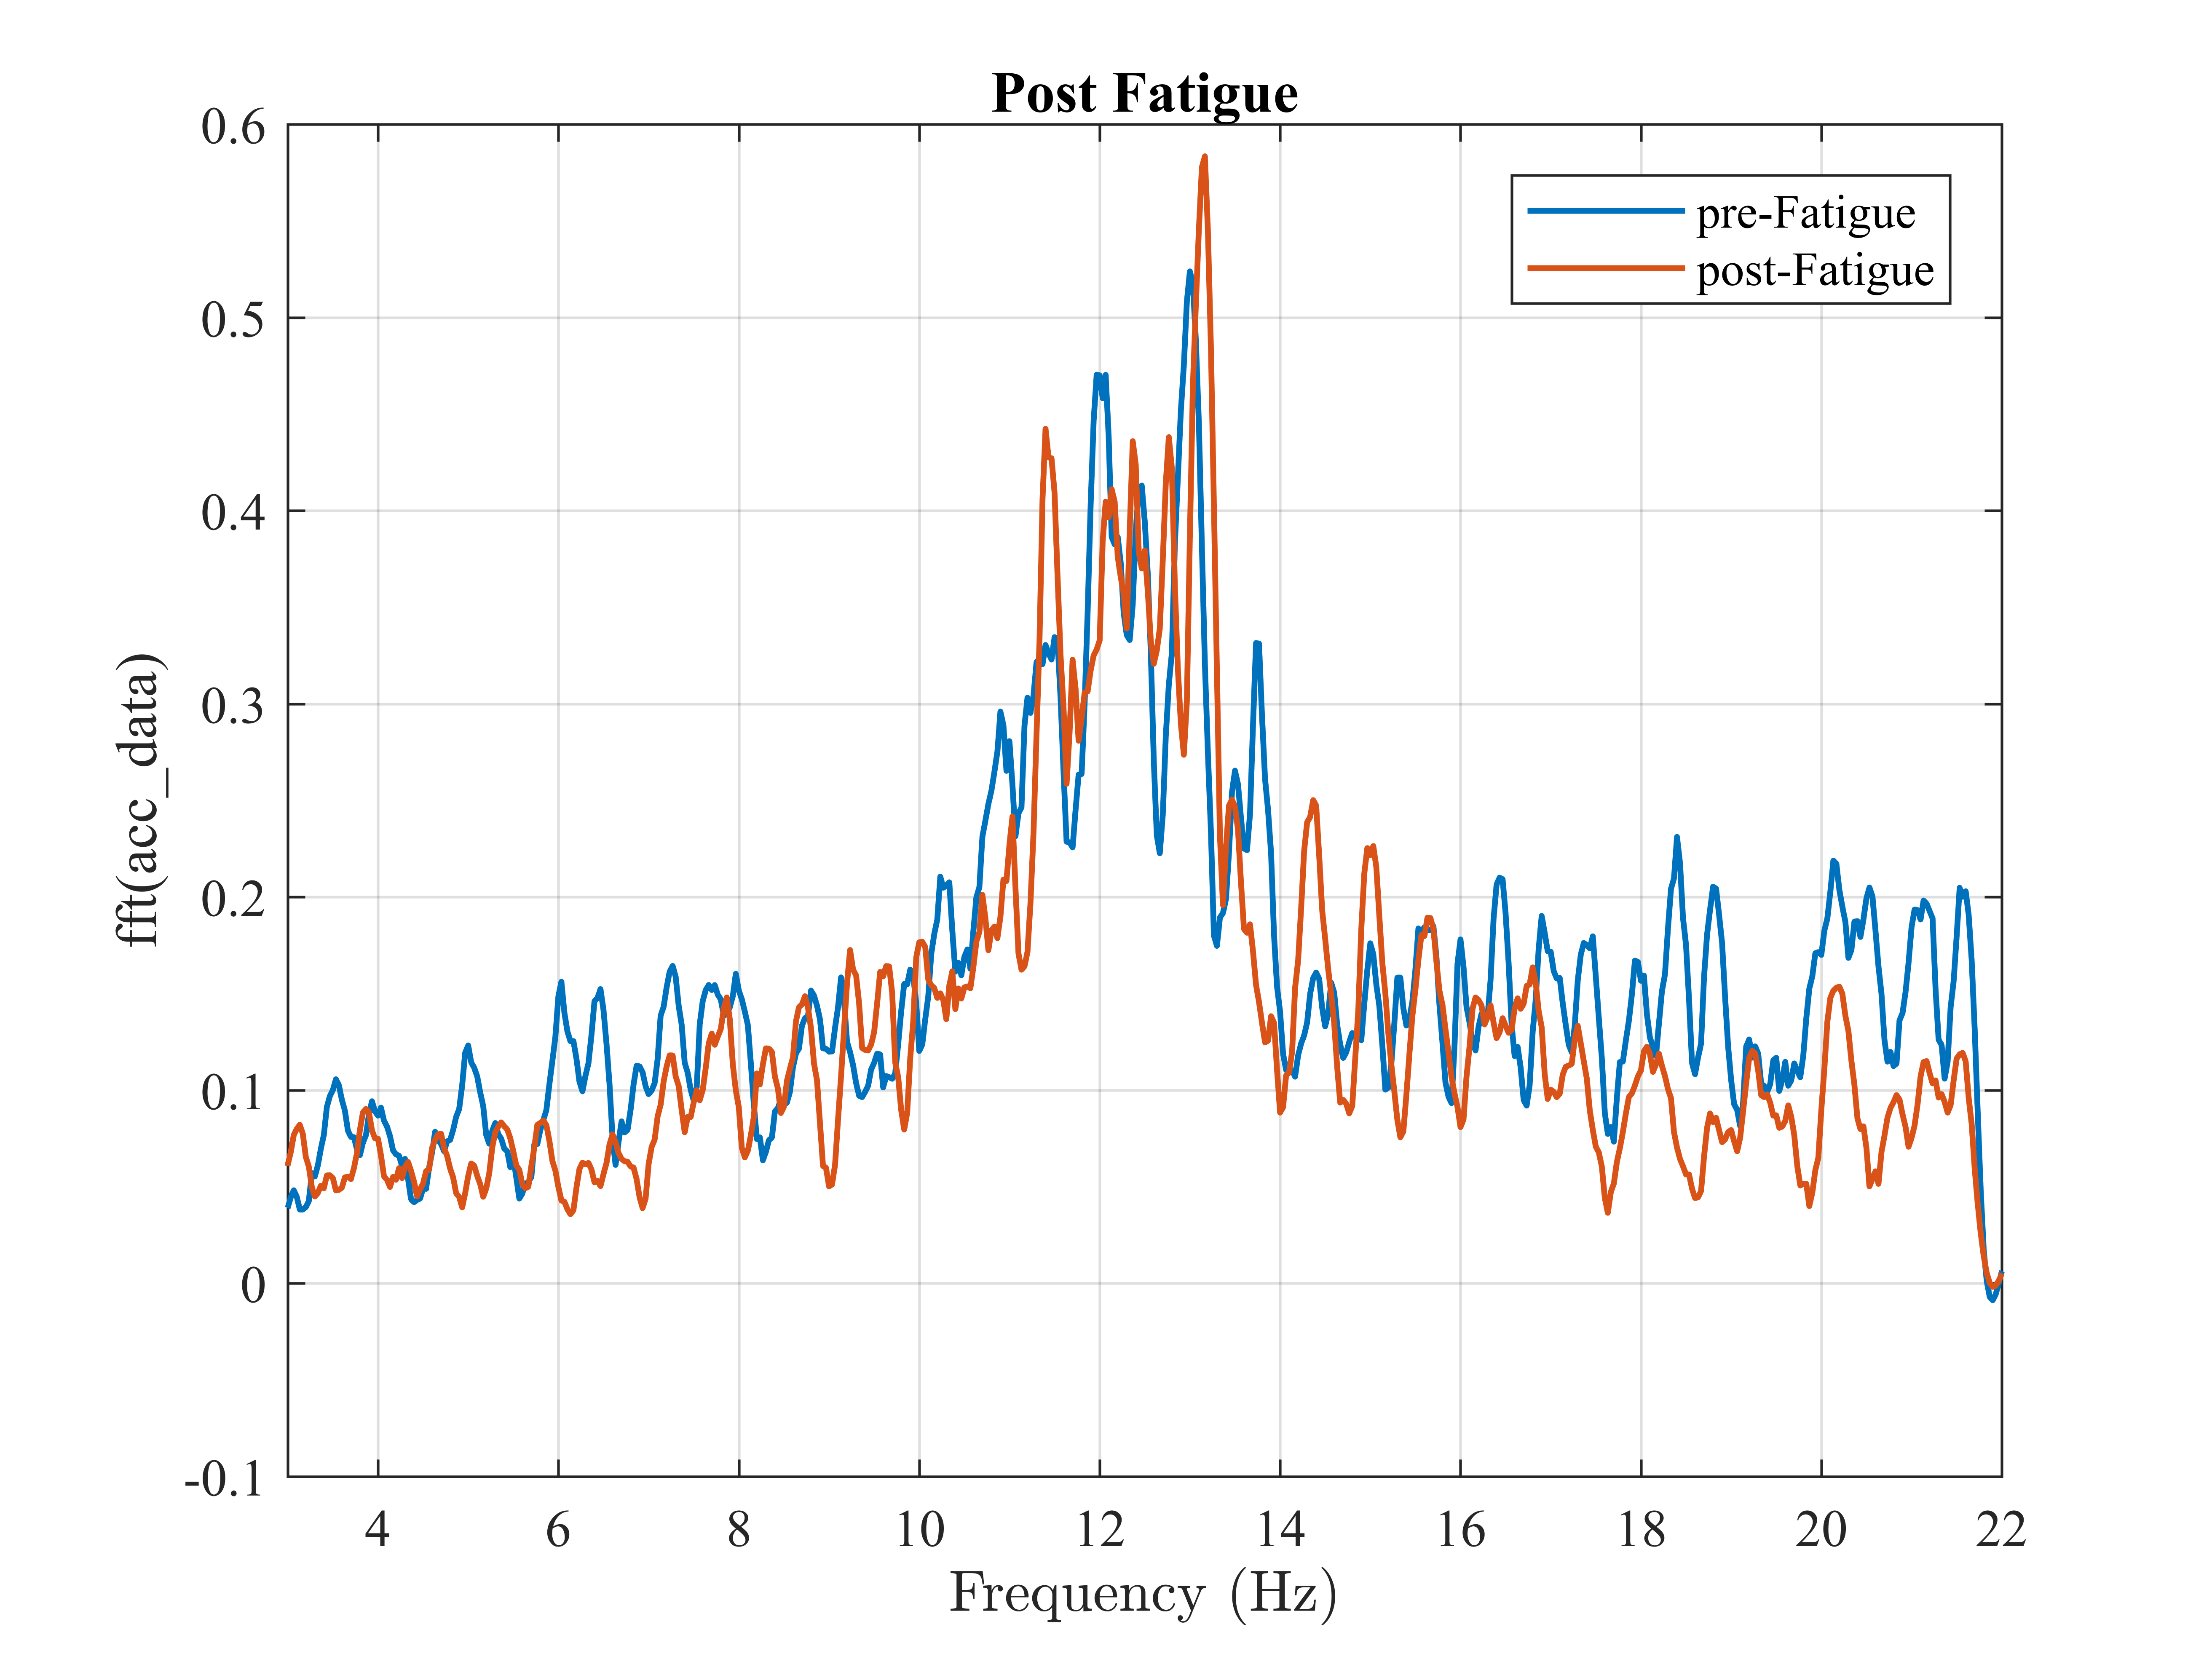 Post Fatigue
0.6
0.5
0.4
0.3
0.2
0.1
0
-0.1
fft(acc_data)
pre-Fatigue
post-Fatigue
4 6 8 10 12 14 16 18 20 22
Frequency (Hz)